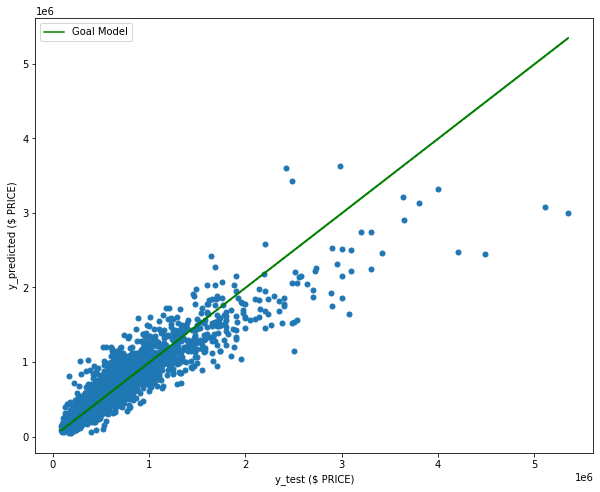 1e6
Goal Model
5
4
3
2
1
0
y_predicted ($ PRICE)
0 1 2 3 4 5
1e6
y_test ($ PRICE)